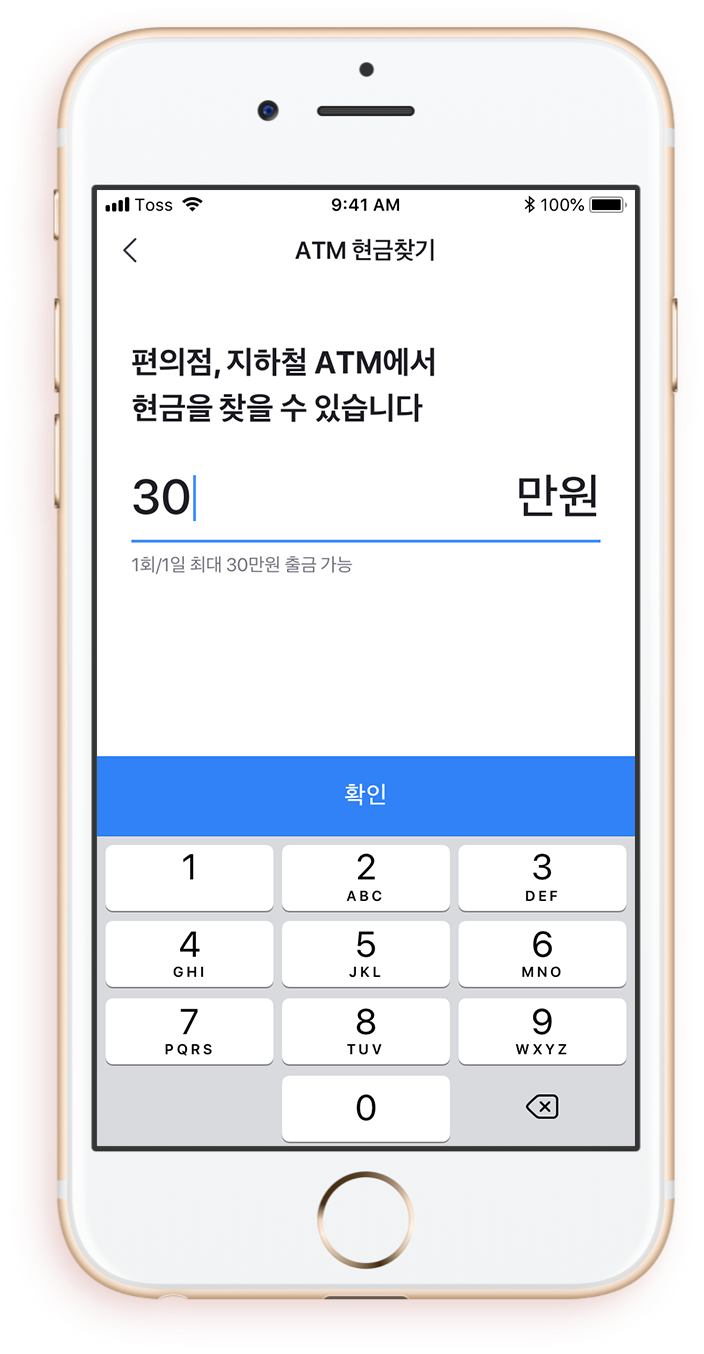 Toss 9:41 AM 100%
ATM 현금찾기
편의점, 지하철 ATM에서
현금을 찾을 수 있습니다
30 만원
1회/1일 최대 30만원 출금 가능
확인
1 2 3
ABC DEF
4 5 6
GHI JKL MNO
7 8 9
PQRS TUV WXYZ
0